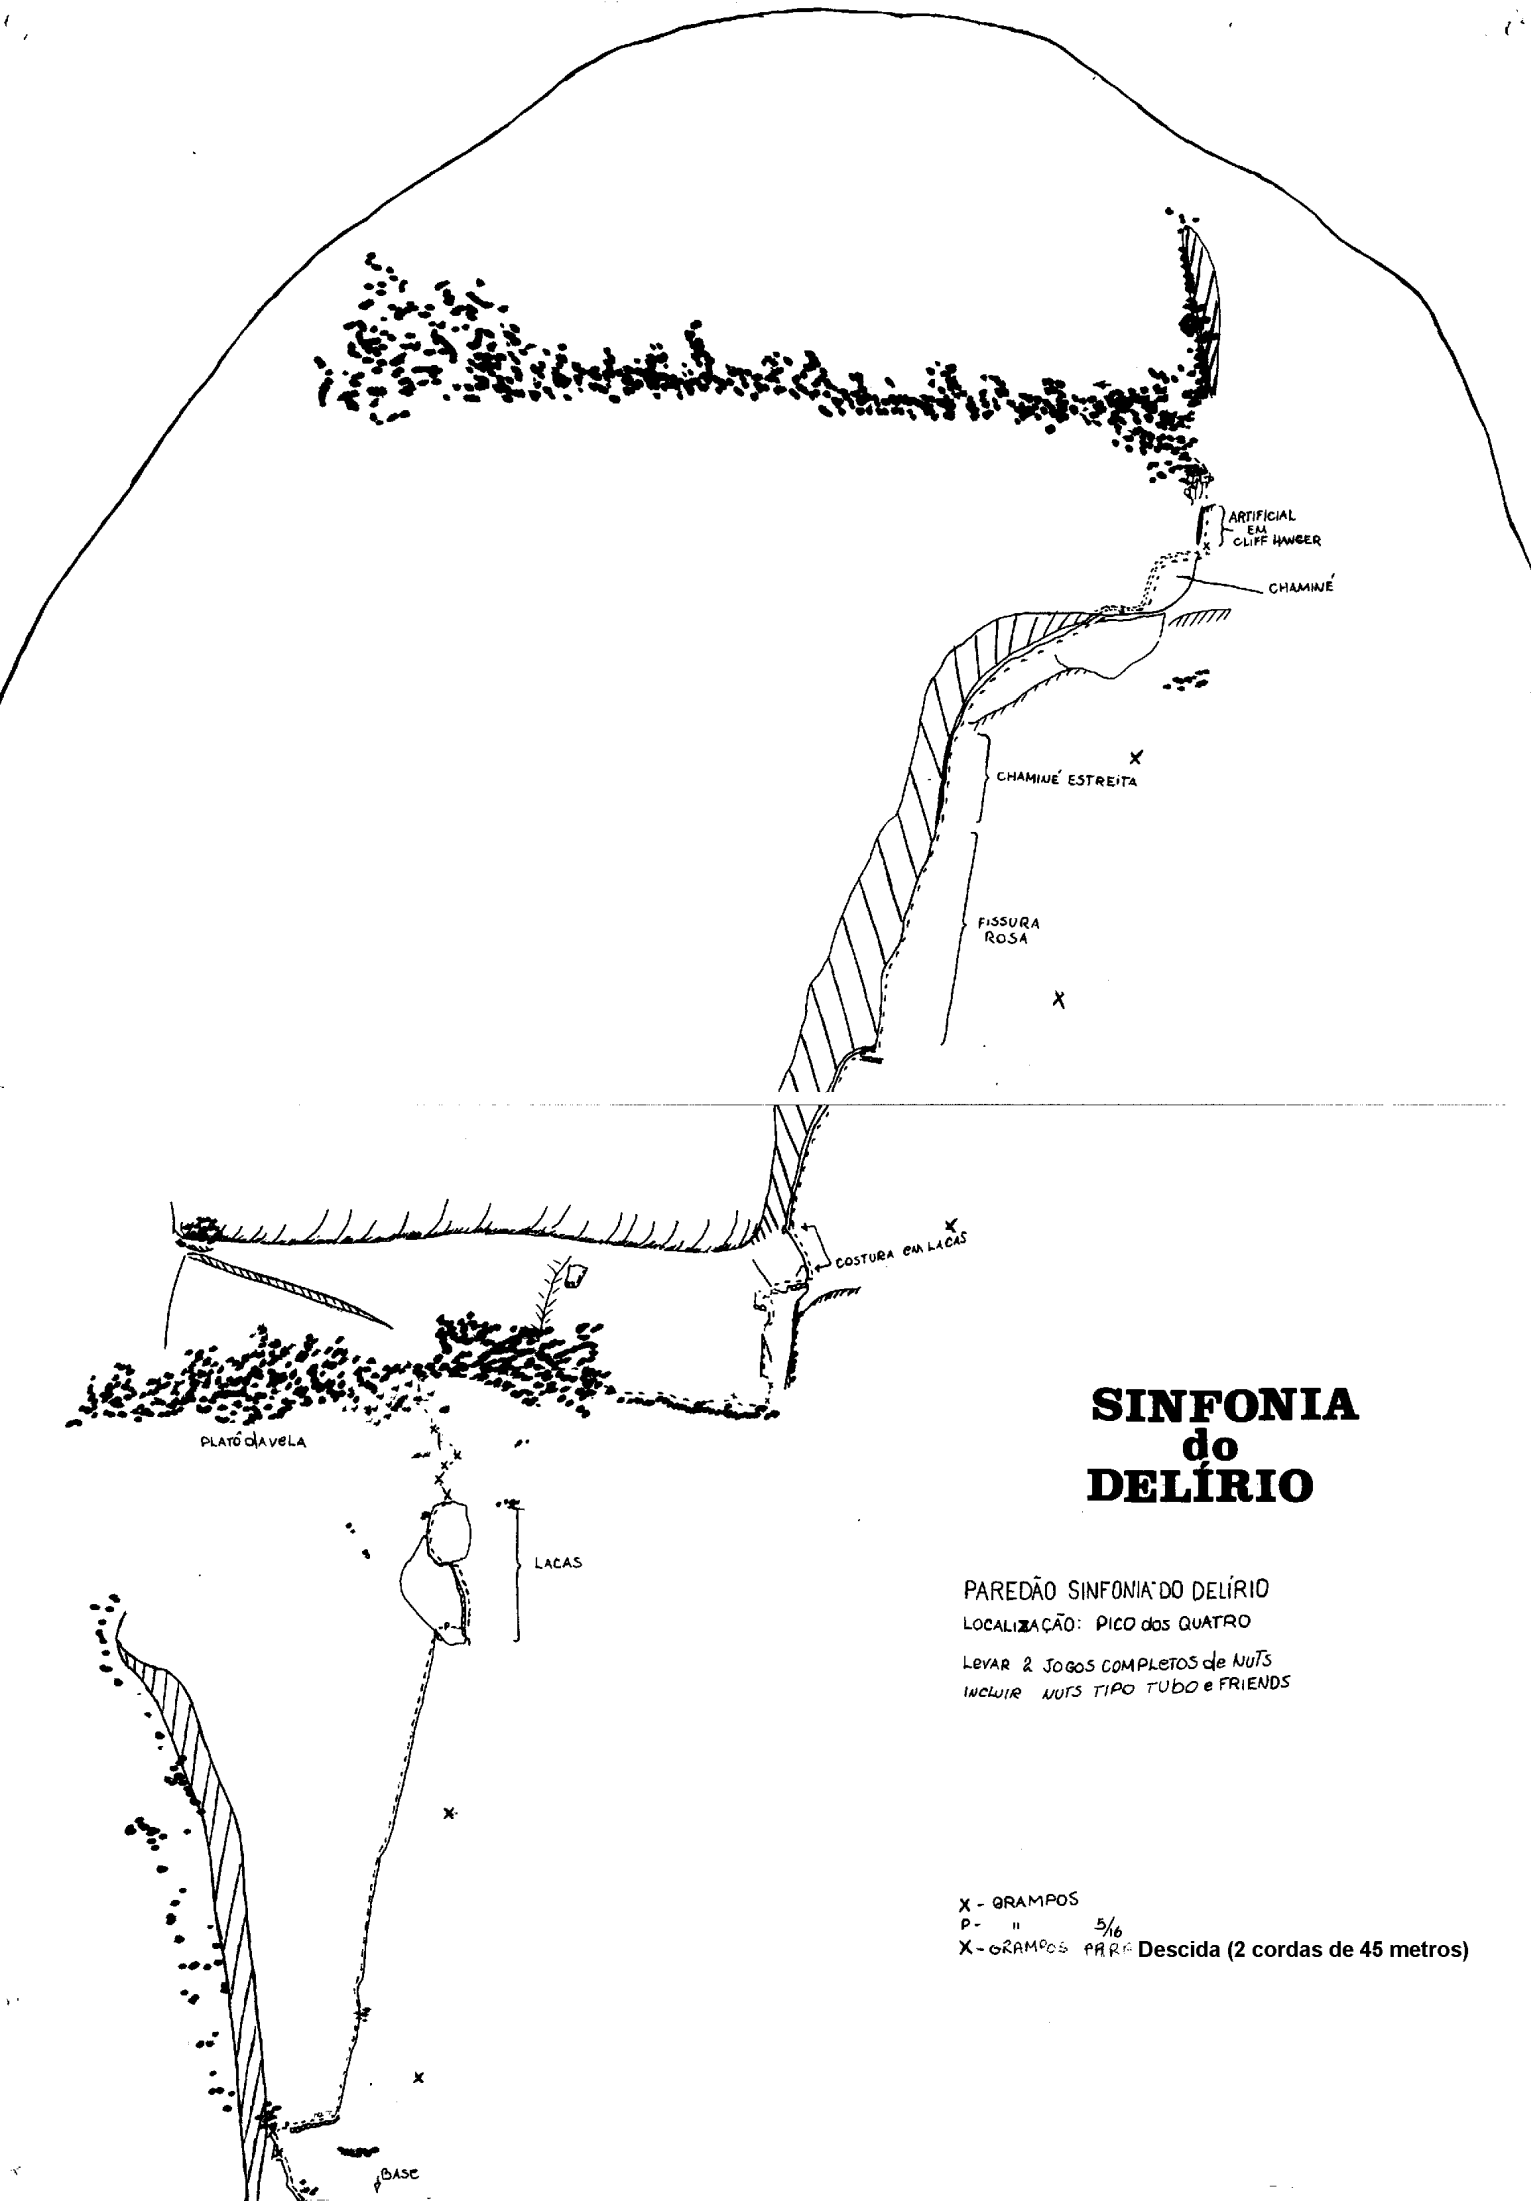 ARTIFICIAL
EM
CLIFF HANGER
CHAMINÉ
CHAMINÉ ESTREITA
FISSURA
ROSA
COSTURA EM LACAS
PLATÔ dA VELA
LACAS
SINFONIA
do
DELÍRIO
PAREDÃO SINFONIA DO DELÍRIO
LOCALIZAÇÃO: PICO dos QUATRO
LEVAR 2 JOGOS COMPLETOS de NUTS
INCLUIR NUTS TIPO TUbO e FRIENDS
X - GRAMPOS
P - " 5/16
X - GRAMPOS PARA Descida (2 cordas de 45 metros)
BASE